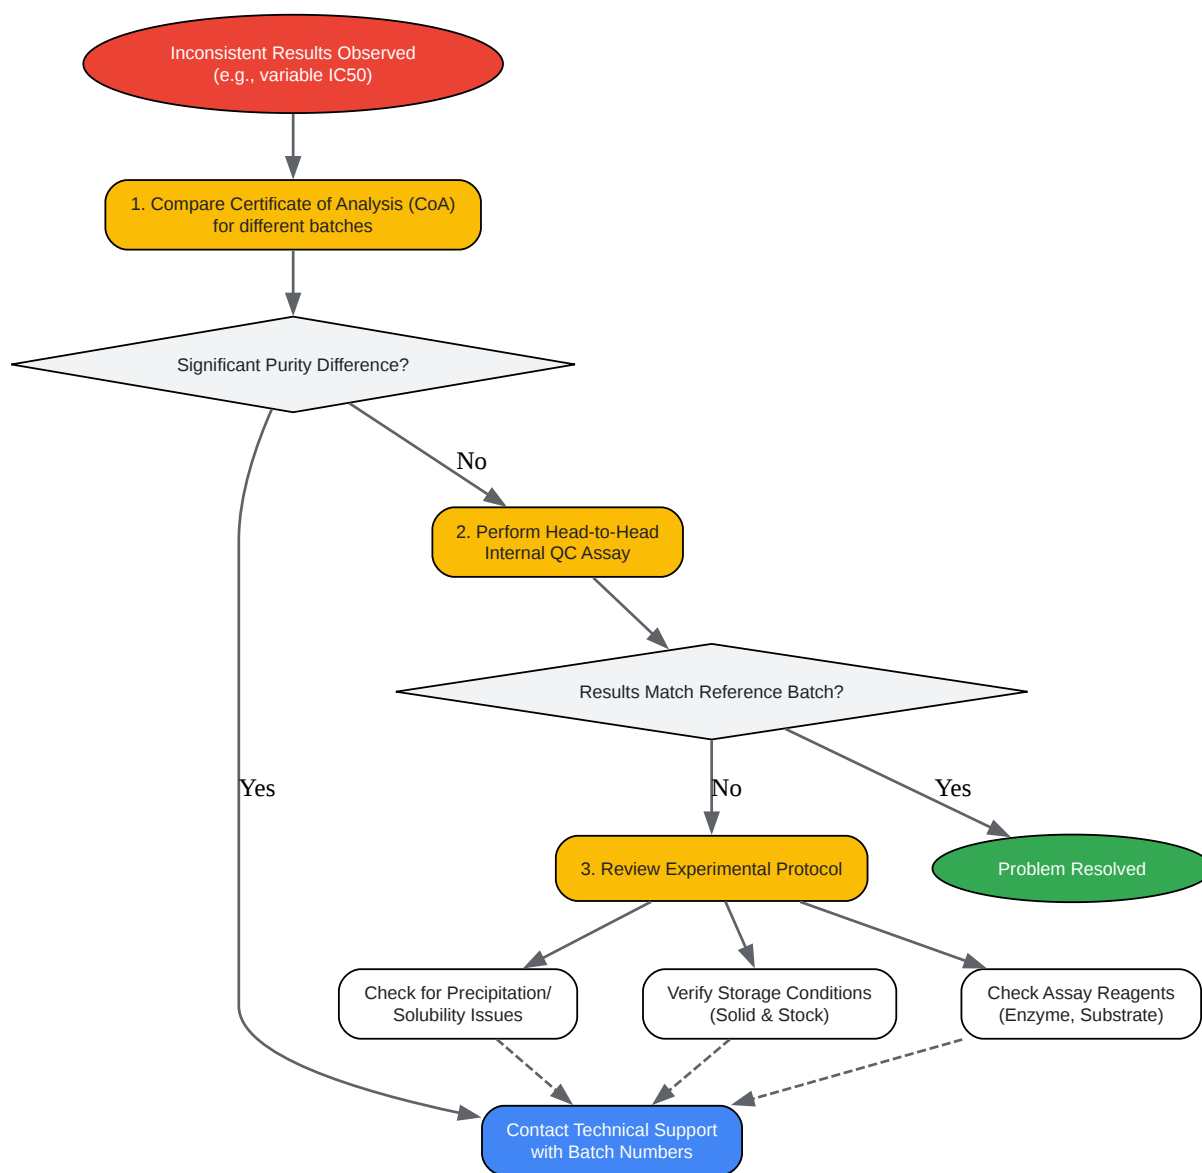 Inconsistent Results Observed
(e.g., variable IC50)
1. Compare Certificate of Analysis (CoA)
for different batches
Significant Purity Difference?
No
2. Perform Head-to-Head
Internal QC Assay
Results Match Reference Batch?
Yes
No
Yes
3. Review Experimental Protocol
Problem Resolved
Check for Precipitation/
Solubility Issues
Verify Storage Conditions
(Solid & Stock)
Check Assay Reagents
(Enzyme, Substrate)
Contact Technical Support
with Batch Numbers